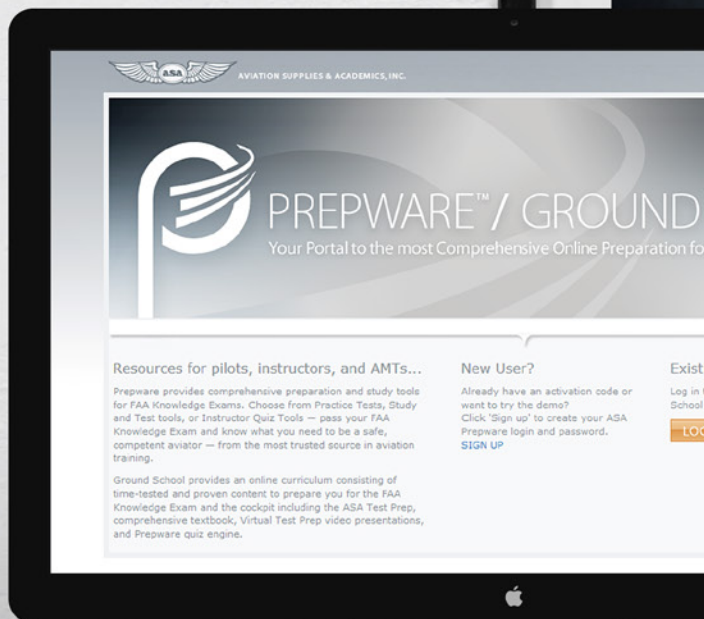 ASA
AVIATION SUPPLIES & ACADEMICS, INC.
PREPWARE™/ GROUND
Your Portal to the most Comprehensive Online Preparation fo
Resources for pilots, instructors, and AMTs...
Prepware provides comprehensive preparation and study tools
for FAA Knowledge Exams. Choose from Practice Tests, Study
and Test tools, or Instructor Quiz Tools — pass your FAA
Knowledge Exam and know what you need to be a safe,
competent aviator — from the most trusted source in aviation
training.
Ground School provides an online curriculum consisting of
time-tested and proven content to prepare you for the FAA
Knowledge Exam and the cockpit including the ASA Test Prep,
comprehensive textbook, Virtual Test Prep video presentations,
and Prepware quiz engine.
New User?
Already have an activation code or
want to try the demo?
Click 'Sign up' to create your ASA
Prepware login and password.
SIGN UP
Exist
Log in
School
LOG